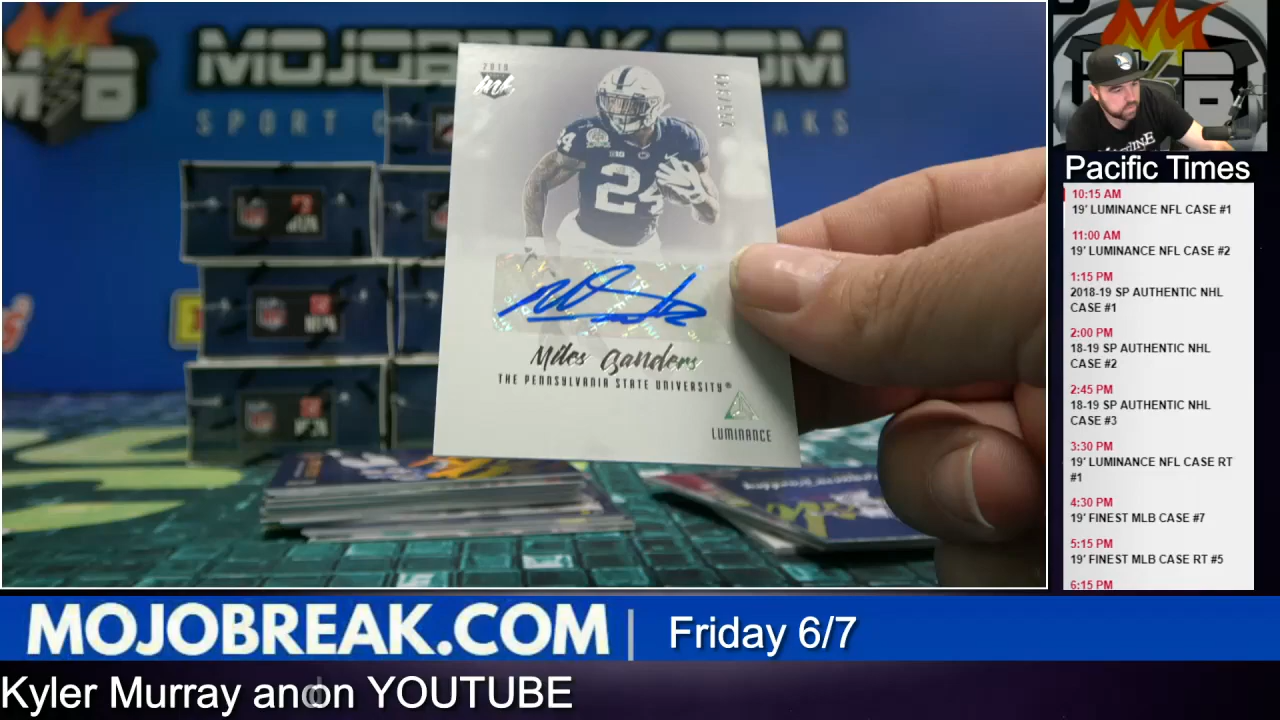 MOJOBREAK.COM
SPORT
2019
Ink
24
24
Miles Sanders
THE PENNSYLVANIA STATE UNIVERSITY®
LUMINANCE
Pacific Times
10:15 AM
19' LUMINANCE NFL CASE #1
11:00 AM
19' LUMINANCE NFL CASE #2
1:15 PM
2018-19 SP AUTHENTIC NHL
CASE #1
2:00 PM
18-19 SP AUTHENTIC NHL
CASE #2
2:45 PM
18-19 SP AUTHENTIC NHL
CASE #3
3:30 PM
19' LUMINANCE NFL CASE RT
#1
4:30 PM
19' FINEST MLB CASE #7
5:15 PM
19' FINEST MLB CASE RT #5
6:15 PM
MOJOBREAK.COM | Friday 6/7
Kyler Murray on YOUTUBE